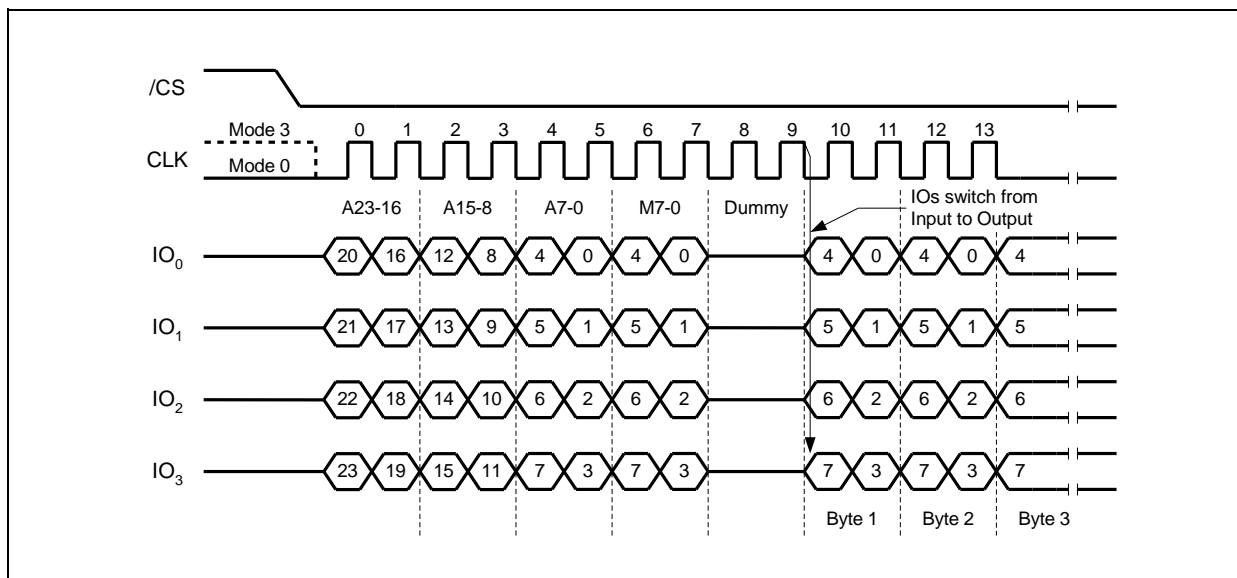 /CS
Mode 3
CLK
Mode 0
0 1 2 3 4 5 6 7 8 9 10 11 12 13
A23-16 A15-8 A7-0 M7-0 Dummy
IOs switch from
Input to Output
IO0 20 16 12 8 4 0 4 0 4 0 4 0 4
IO1 21 17 13 9 5 1 5 1 5 1 5 1 5
IO2 22 18 14 10 6 2 6 2 6 2 6 2 6
IO3 23 19 15 11 7 3 7 3 7 3 7 3 7
Byte 1 Byte 2 Byte 3